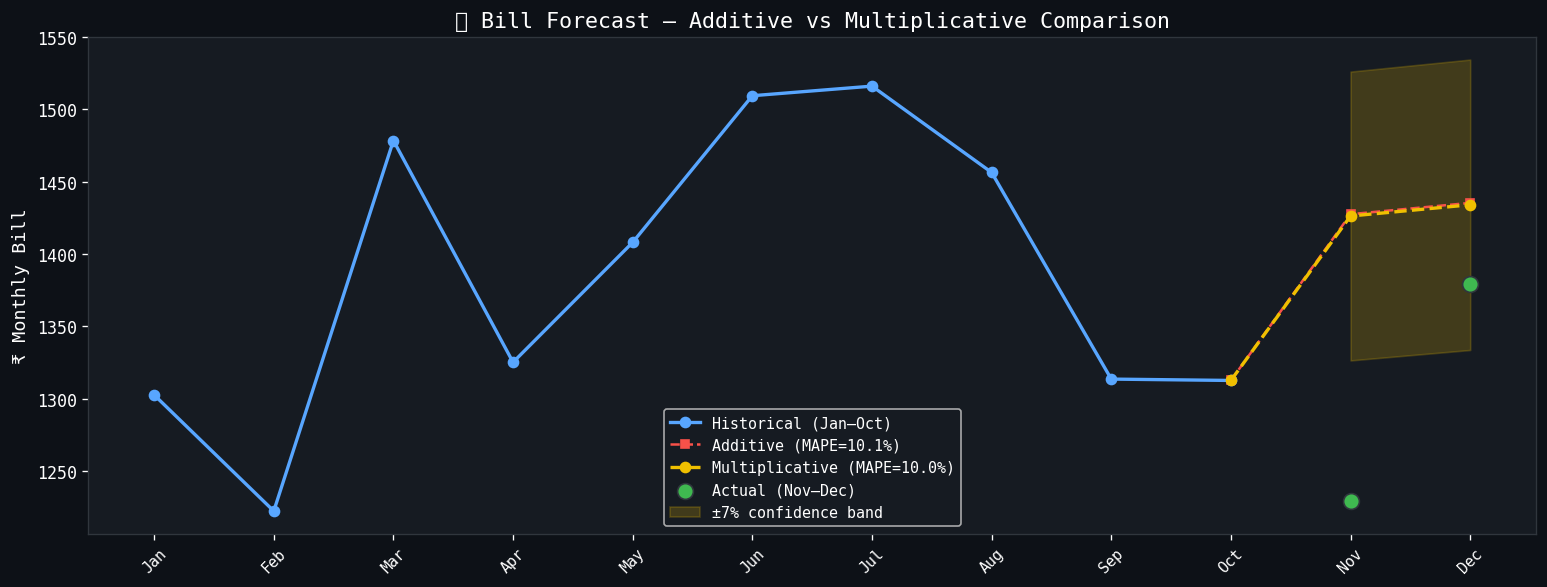 Bill Forecast — Additive vs Multiplicative Comparison
₹ Monthly Bill
1550
1500
1450
1400
1350
1300
1250
Jan
Feb
Mar
Apr
May
Jun
Jul
Aug
Sep
Oct
Nov
Dec
Historical (Jan–Oct)
Additive (MAPE=10.1%)
Multiplicative (MAPE=10.0%)
Actual (Nov–Dec)
±7% confidence band